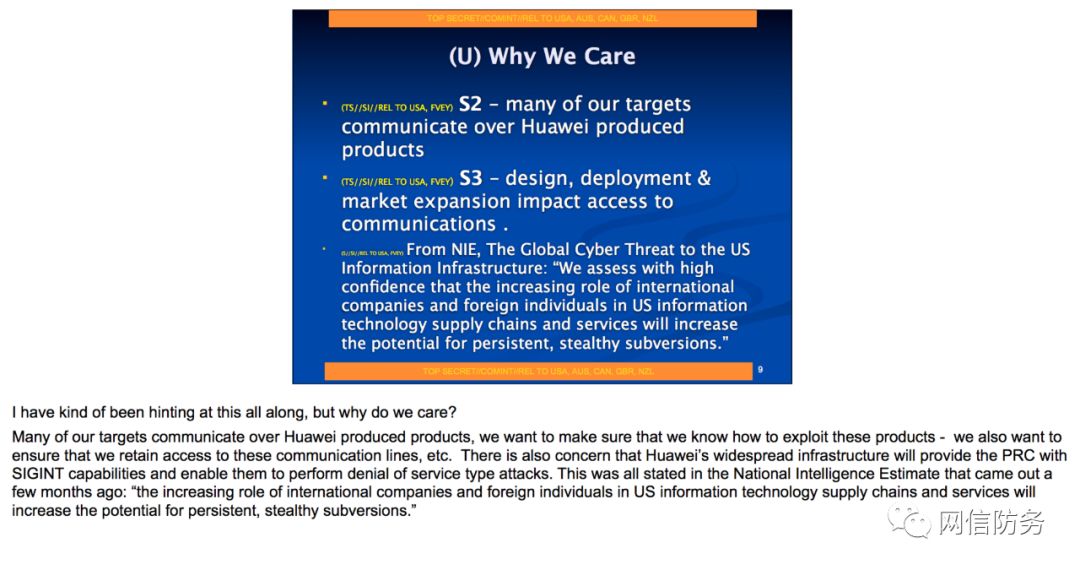 TOP SECRET//COMINT//REL TO USA, AUS, CAN, GBR, NZL
(U) Why We Care
(TS//SI//REL TO USA, FVEY) S2 – many of our targets
communicate over Huawei produced
products
(TS//SI//REL TO USA, FVEY) S3 – design, deployment &
market expansion impact access to
communications .
(S//SI//REL TO USA, FVEY) From NIE, The Global Cyber Threat to the US
Information Infrastructure: “We assess with high
confidence that the increasing role of international
companies and foreign individuals in US information
technology supply chains and services will increase
the potential for persistent, stealthy subversions.”
TOP SECRET//COMINT//REL TO USA, AUS, CAN, GBR, NZL
9
I have kind of been hinting at this all along, but why do we care?
Many of our targets communicate over Huawei produced products, we want to make sure that we know how to exploit these products - we also want to
ensure that we retain access to these communication lines, etc. There is also concern that Huawei’s widespread infrastructure will provide the PRC with
SIGINT capabilities and enable them to perform denial of service type attacks. This was all stated in the National Intelligence Estimate that came out a
few months ago: “the increasing role of international companies and foreign individuals in US information technology supply chains and services will
increase the potential for persistent, stealthy subversions.”
网信防务